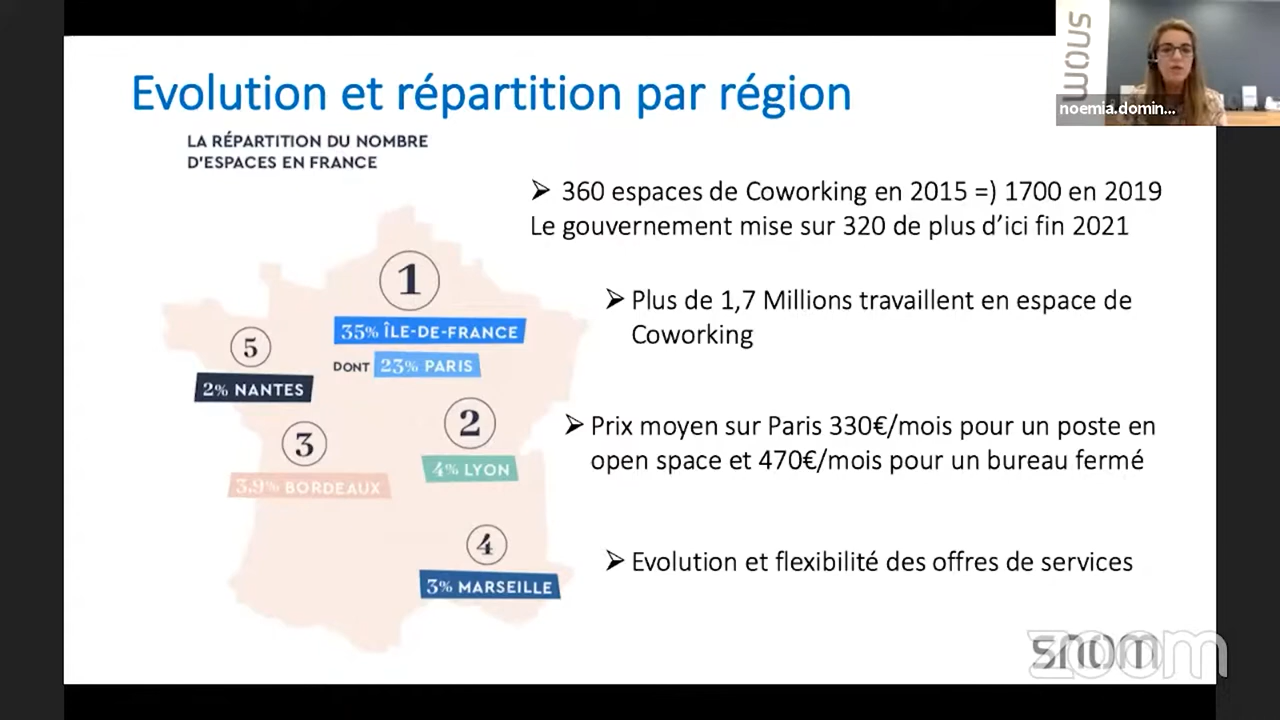 snom
noemia.domin...
Evolution et répartition par région
LA RÉPARTITION DU NOMBRE
D'ESPACES EN FRANCE
1
35% ÎLE-DE-FRANCE
DONT 23% PARIS
5
2% NANTES
2
4% LYON
3
3,9% BORDEAUX
4
3% MARSEILLE
➢ 360 espaces de Coworking en 2015 =) 1700 en 2019
Le gouvernement mise sur 320 de plus d'ici fin 2021
➢ Plus de 1,7 Millions travaillent en espace de
Coworking
➢ Prix moyen sur Paris 330€/mois pour un poste en
open space et 470€/mois pour un bureau fermé
➢ Evolution et flexibilité des offres de services
snom
zoom